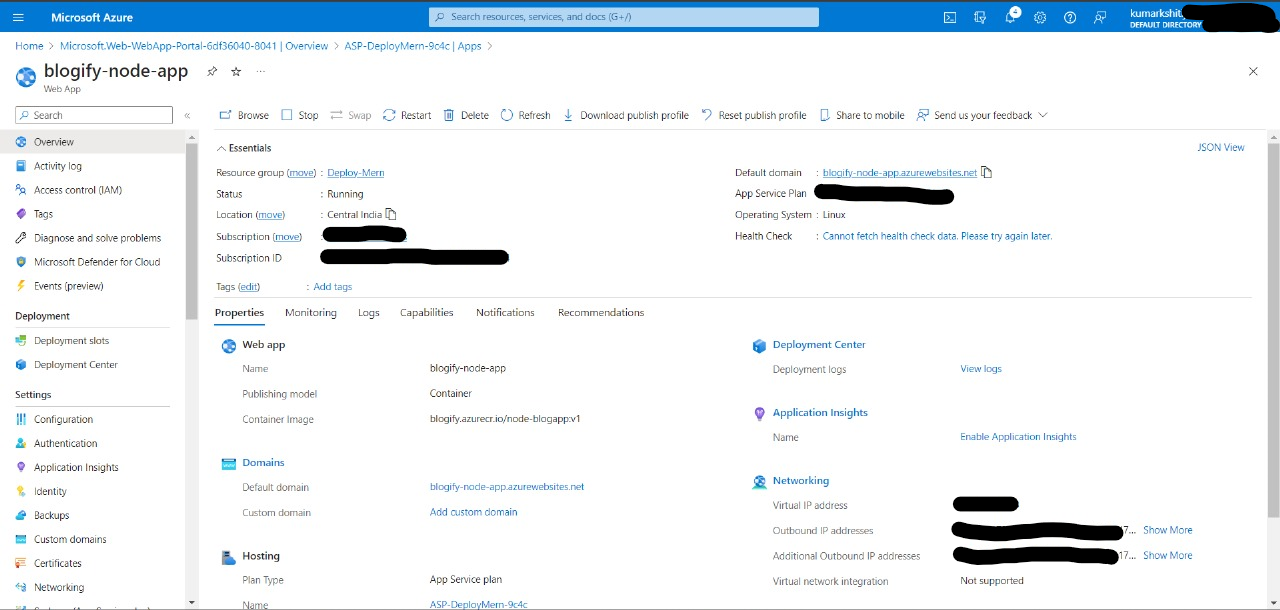 Microsoft Azure
Search resources, services, and docs (G+/)
4
kumarkshit
DEFAULT DIRECTORY
Home > Microsoft.Web-WebApp-Portal-6df36040-8041 | Overview > ASP-DeployMern-9c4c | Apps >
blogify-node-app
Web App
Search
Browse Stop Swap Restart Delete Refresh Download publish profile Reset publish profile Share to mobile Send us your feedback
Overview
Activity log
Access control (IAM)
Tags
Diagnose and solve problems
Microsoft Defender for Cloud
Events (preview)
Deployment
Deployment slots
Deployment Center
Settings
Configuration
Authentication
Application Insights
Identity
Backups
Custom domains
Certificates
Networking
Essentials
JSON View
Resource group (move) : Deploy-Mern
Status : Running
Location (move) : Central India
Subscription (move) :
Subscription ID
Tags (edit) : Add tags
Default domain : blogify-node-app.azurewebsites.net
App Service Plan
Operating System : Linux
Health Check : Cannot fetch health check data. Please try again later.
Properties Monitoring Logs Capabilities Notifications Recommendations
Web app
Name blogify-node-app
Publishing model Container
Container Image blogify.azurecr.io/node-blogapp:v1
Domains
Default domain blogify-node-app.azurewebsites.net
Custom domain Add custom domain
Hosting
Plan Type App Service plan
Name ASP-DeployMern-9c4c
Deployment Center
Deployment logs View logs
Application Insights
Name Enable Application Insights
Networking
Virtual IP address
Outbound IP addresses 17... Show More
Additional Outbound IP addresses 17... Show More
Virtual network integration Not supported